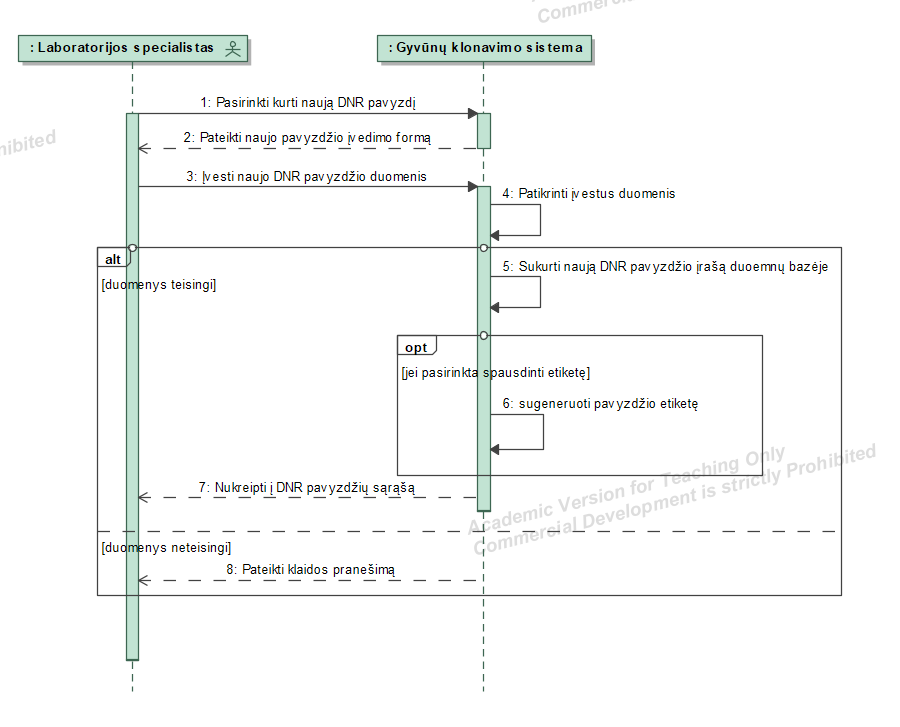 Commercial
: Laboratorijos specialistas
: Gyvūnų klonavimo sistema
1: Pasirinkti kurti naują DNR pavyzdį
2: Pateikti naujo pavyzdžio įvedimo formą
3: Įvesti naujo DNR pavyzdžio duomenis
4: Patikrinti įvestus duomenis
alt
[duomenys teisingi]
5: Sukurti naują DNR pavyzdžio įrašą duoemnų bazėje
opt
[jei pasirinkta spausdinti etiketę]
6: sugeneruoti pavyzdžio etiketę
7: Nukreipti į DNR pavyzdžių sąrašą
Academic Version for Teaching Only
Commercial Development is strictly Prohibited
[duomenys neteisingi]
8: Pateikti klaidos pranešimą